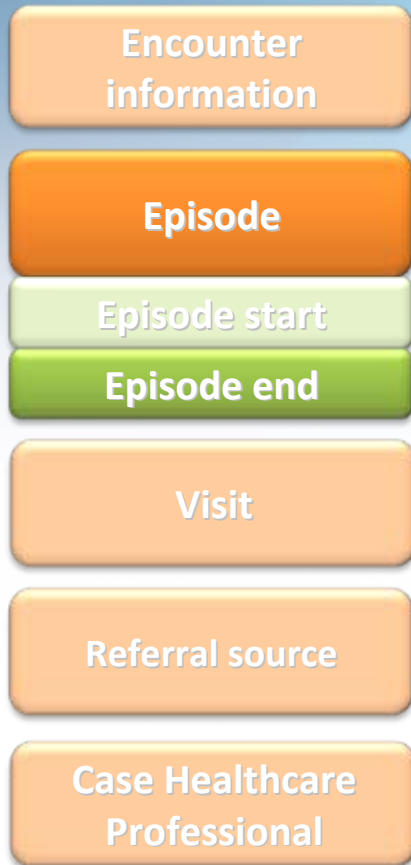 Encounter
information
Episode
Episode start
Episode end
Visit
Referral source
Case Healthcare
Professional